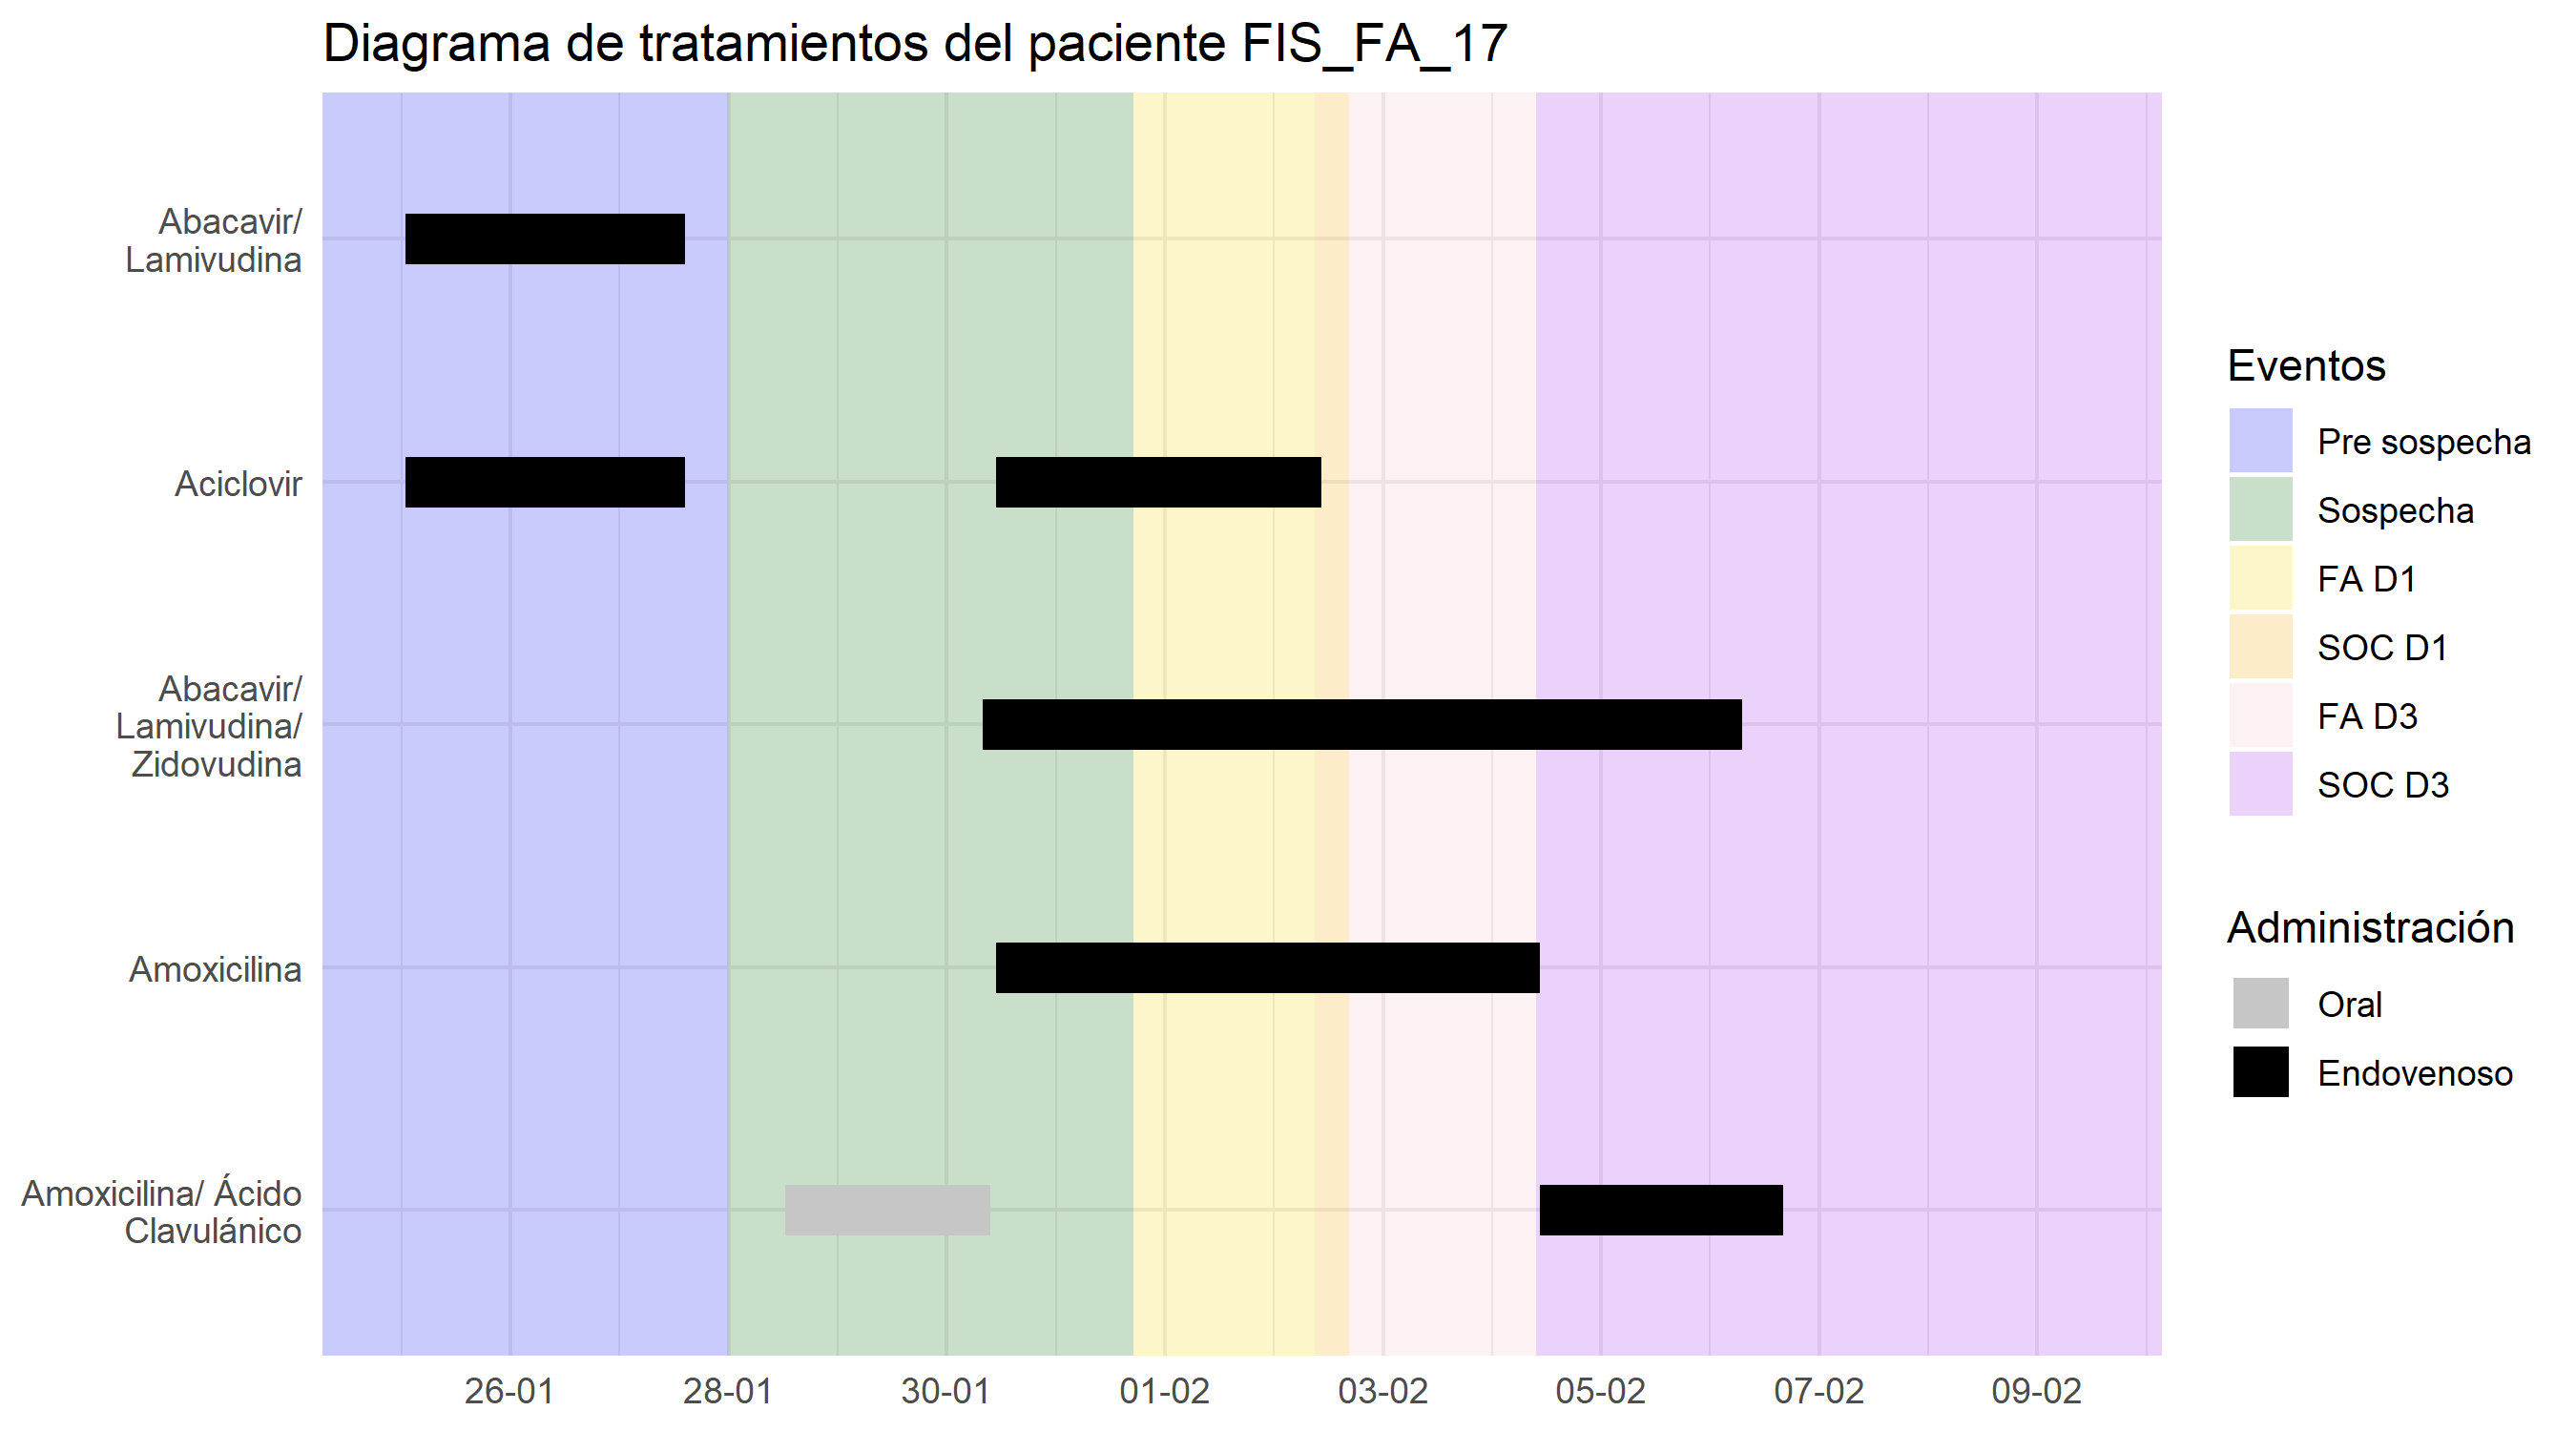 Diagrama de tratamientos del paciente FIS_FA_17
Abacavir/
Lamivudina
Aciclovir
Abacavir/
Lamivudina/
Zidovudina
Amoxicilina
Amoxicilina/ Ácido
Clavulánico
26-01
28-01
30-01
01-02
03-02
05-02
07-02
09-02
Eventos
Pre sospecha
Sospecha
FA D1
SOC D1
FA D3
SOC D3
Administración
Oral
Endovenoso